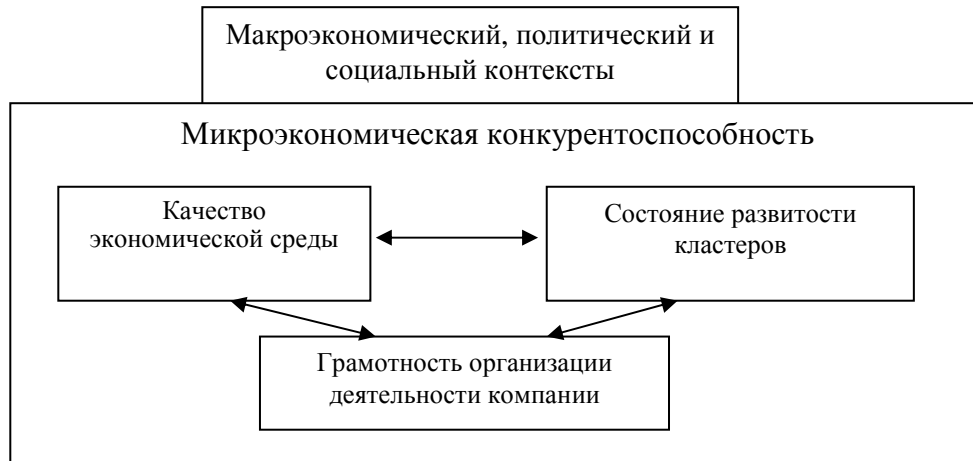 Макроэкономический, политический и
социальный контексты
Микроэкономическая конкурентоспособность
Качество
экономической среды
Состояние развитости
кластеров
Грамотность организации
деятельности компании